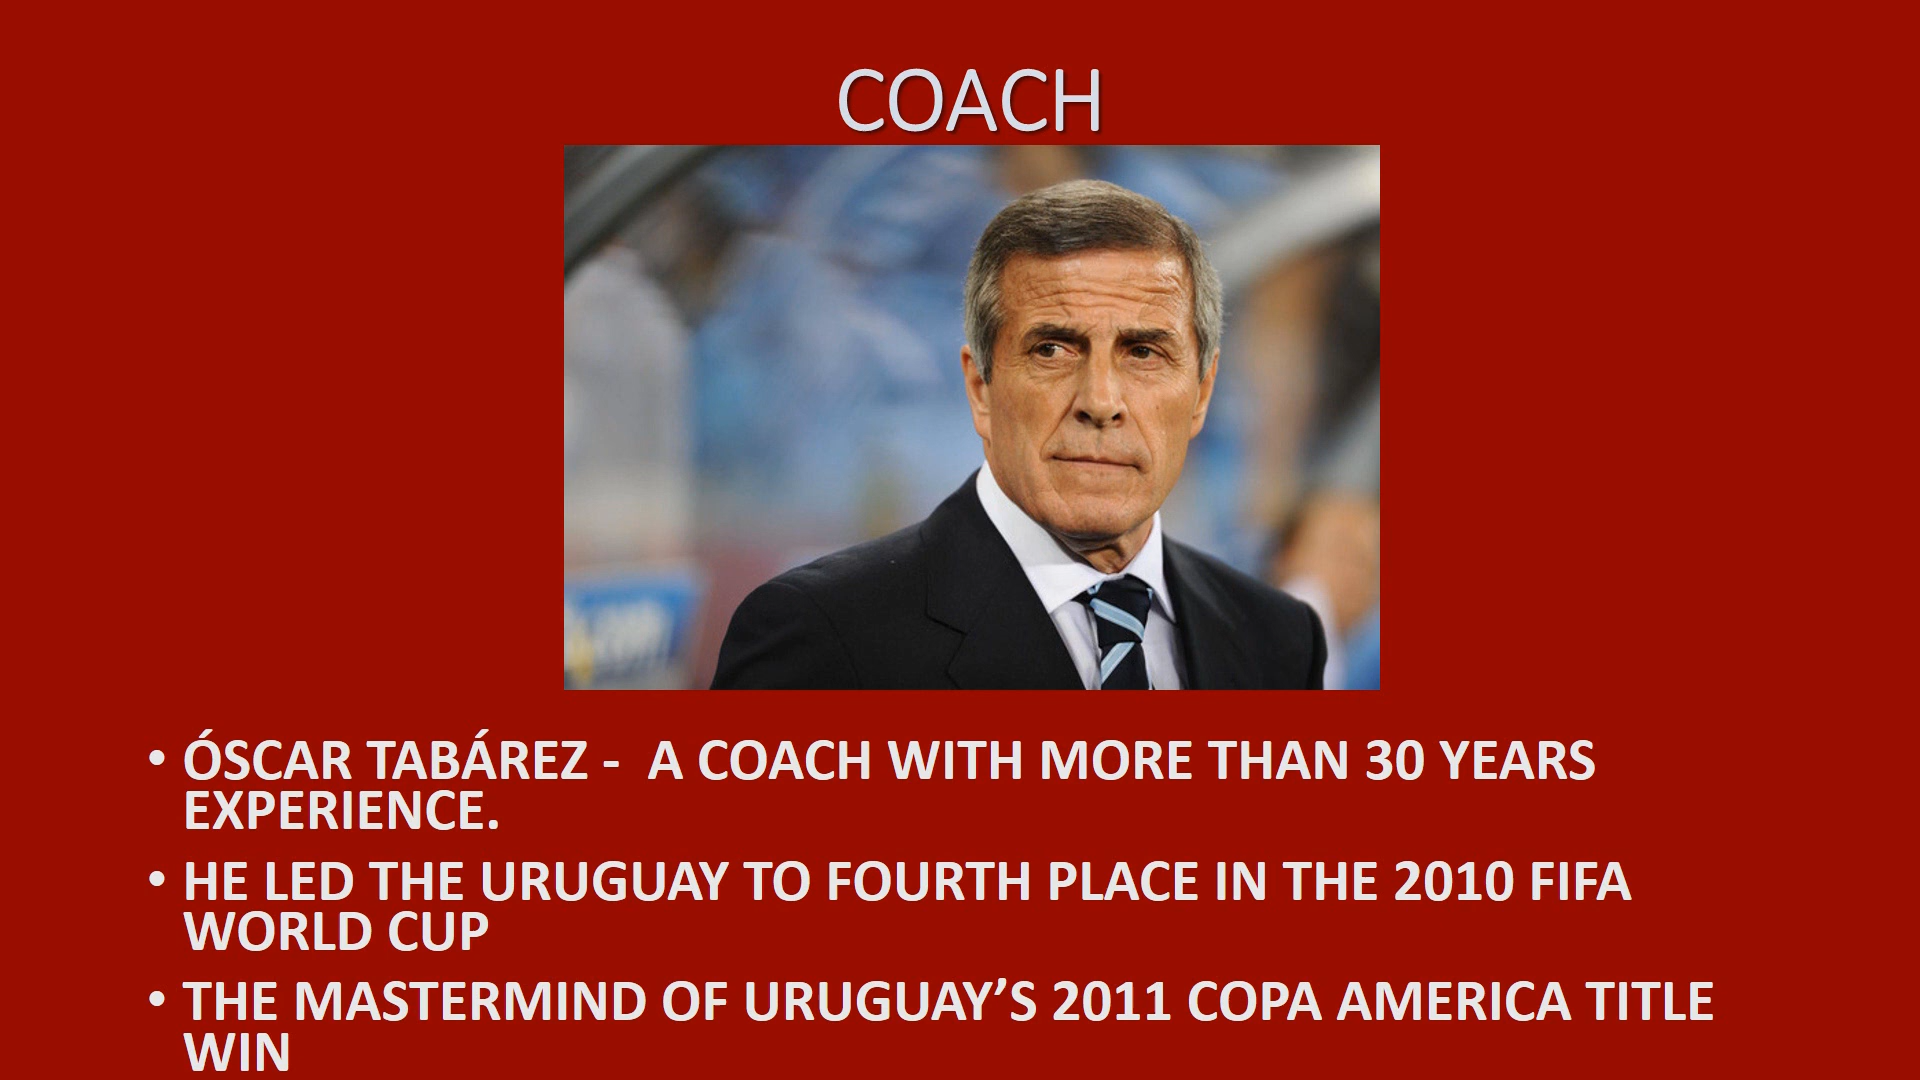 COACH
• ÓSCAR TABÁREZ -  A COACH WITH MORE THAN 30 YEARS
EXPERIENCE.
• HE LED THE URUGUAY TO FOURTH PLACE IN THE 2010 FIFA
WORLD CUP
• THE MASTERMIND OF URUGUAY’S 2011 COPA AMERICA TITLE
WIN